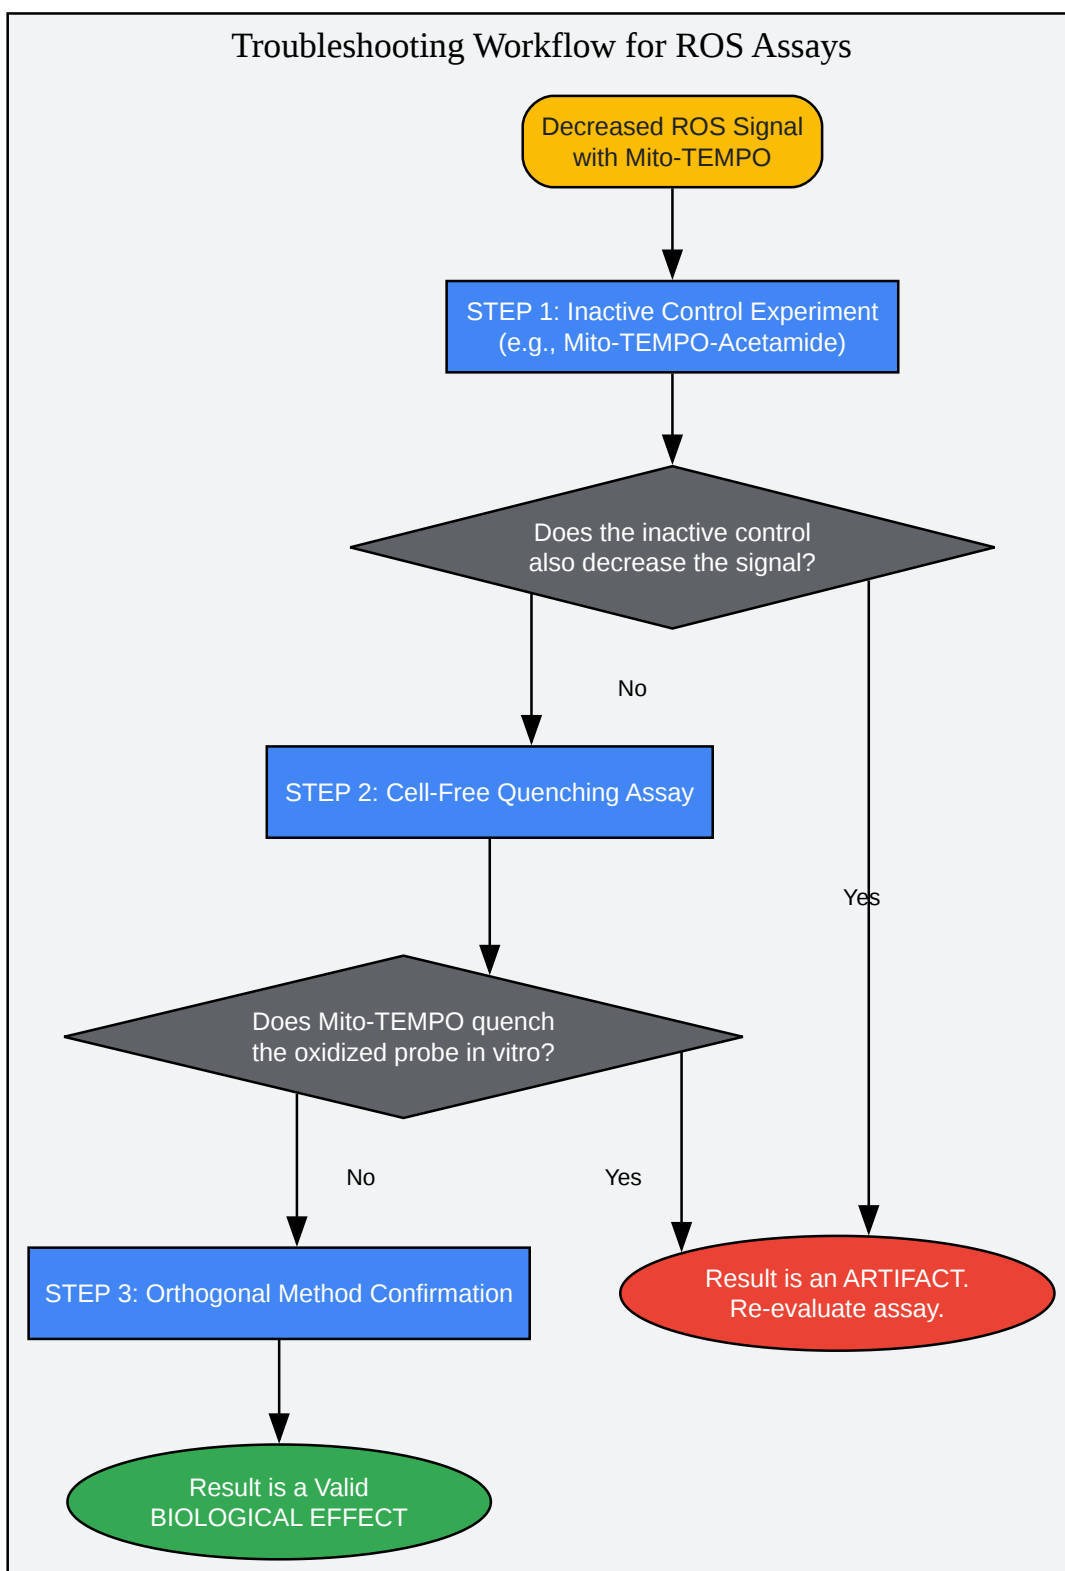 Troubleshooting Workflow for ROS Assays
Decreased ROS Signal
with Mito-TEMPO
STEP 1: Inactive Control Experiment
(e.g., Mito-TEMPO-Acetamide)
Does the inactive control
also decrease the signal?
No
STEP 2: Cell-Free Quenching Assay
Yes
Does Mito-TEMPO quench
the oxidized probe in vitro?
No
Yes
STEP 3: Orthogonal Method Confirmation
Result is an ARTIFACT.
Re-evaluate assay.
Result is a Valid
BIOLOGICAL EFFECT